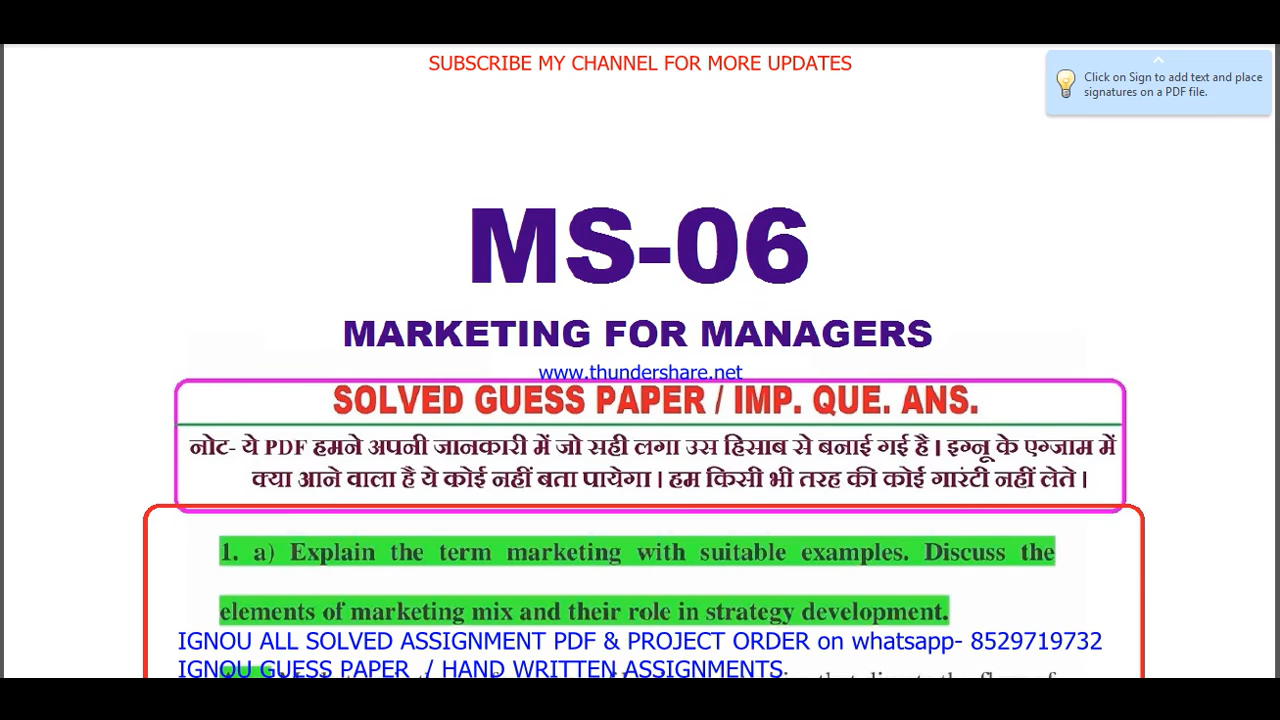 SUBSCRIBE MY CHANNEL FOR MORE UPDATES
Click on Sign to add text and place
signatures on a PDF file.
MS-06
MARKETING FOR MANAGERS
www.thundershare.net
SOLVED GUESS PAPER / IMP. QUE. ANS.
नोट- ये PDF हमने अपनी जानकारी में जो सही लगा उस हिसाब से बनाई गई है। इग्नू के एग्जाम में
क्या आने वाला है ये कोई नहीं बता पायेगा। हम किसी भी तरह की कोई गारंटी नहीं लेते।
1. a) Explain the term marketing with suitable examples. Discuss the
elements of marketing mix and their role in strategy development.
IGNOU ALL SOLVED ASSIGNMENT PDF & PROJECT ORDER on whatsapp- 8529719732
IGNOU GUESS PAPER / HAND WRITTEN ASSIGNMENTS